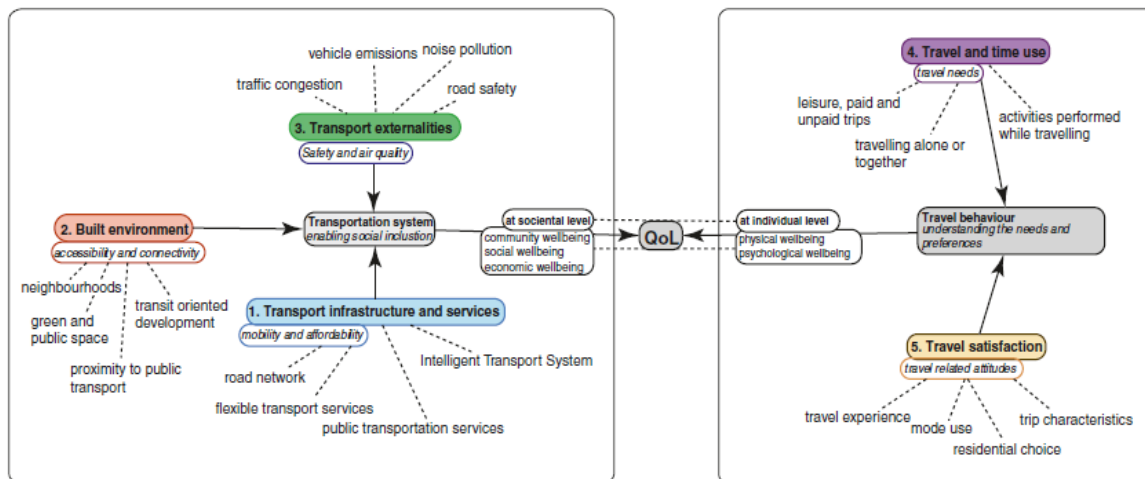 vehicle emissions
noise pollution
traffic congestion
road safety
3. Transport externalities
Safety and air quality
2. Built environment
accessibility and connectivity
neighbourhoods
green and
public space
transit oriented
development
proximity to public
transport
Transportation system
enabling social inclustion
1. Transport infrastructure and services
mobility and affordability
Intelligent Transport System
road network
flexible transport services
public transportation services
at sociental level
community wellbeing
social wellbeing
economic wellbeing
QoL
at individual level
physical wellbeing
psychological wellbeing
4. Travel and time use
travel needs
leisure, paid and
unpaid trips
travelling alone or
together
activities performed
while travelling
Travel behaviour
understanding the needs and
preferences
5. Travel satisfaction
travel related attitudes
travel experience
mode use
residential choice
trip characteristics